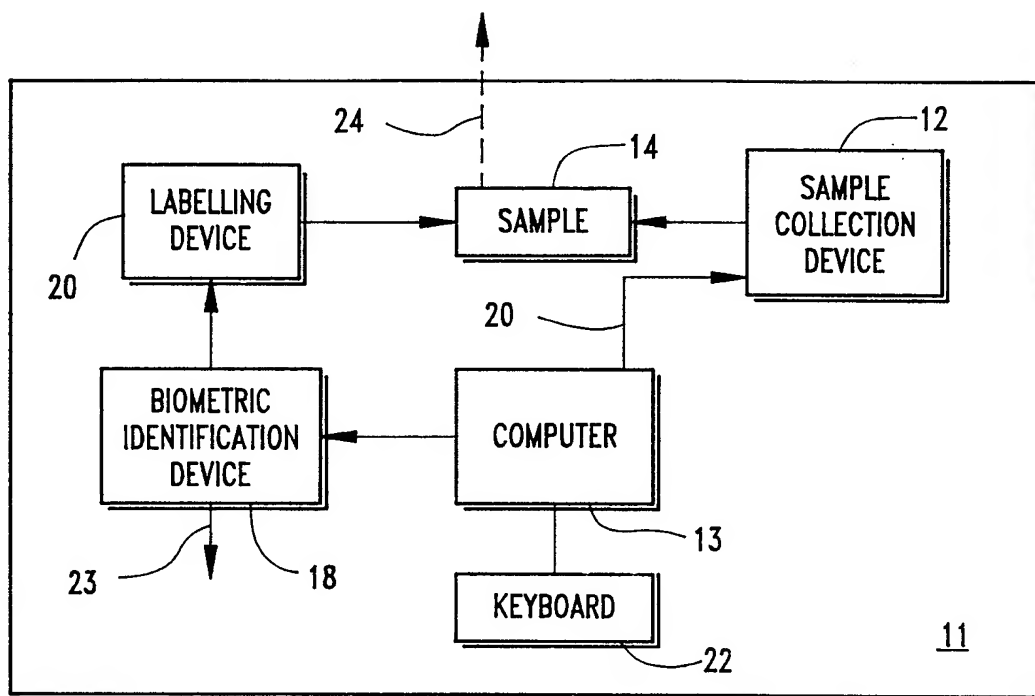 24
14
12
LABELLING
DEVICE
SAMPLE
SAMPLE
COLLECTION
DEVICE
20
20
BIOMETRIC
IDENTIFICATION
DEVICE
COMPUTER
23
18
13
KEYBOARD
22
11